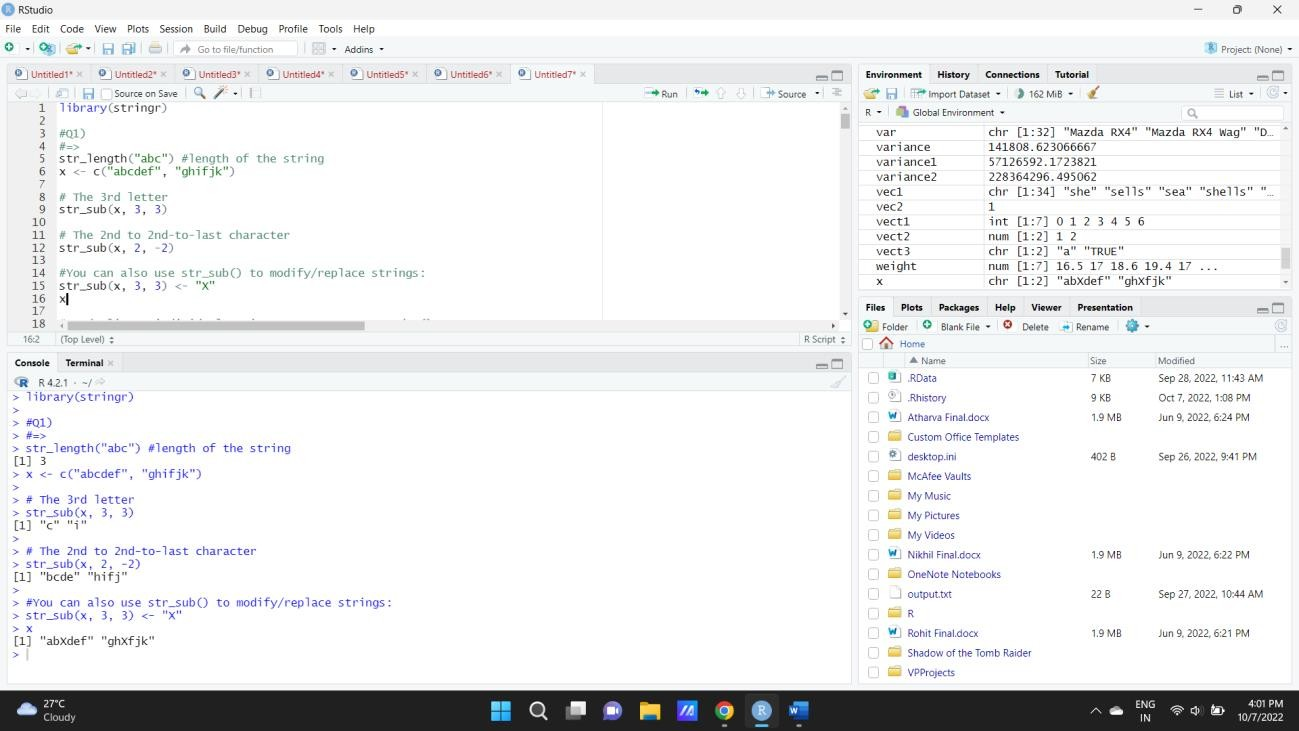 RStudio
File Edit Code View Plots Session Build Debug Profile Tools Help
Go to file/function Addins Project: (None)
Untitled1* Untitled2* Untitled3* Untitled4* Untitled5* Untitled6* Untitled7*
Source on Save Run Source
1 library(stringr)
2
3 #Q1)
4 #=>
5 str_length("abc") #length of the string
6 x <- c("abcdef", "ghifjk")
7
8 # The 3rd letter
9 str_sub(x, 3, 3)
10
11 # The 2nd to 2nd-to-last character
12 str_sub(x, 2, -2)
13
14 #You can also use str_sub() to modify/replace strings:
15 str_sub(x, 3, 3) <- "X"
16 x
17
18
16:2 (Top Level) R Script
Console Terminal
R 4.2.1 · ~/
> library(stringr)
>
> #Q1)
> #=>
> str_length("abc") #length of the string
[1] 3
> x <- c("abcdef", "ghifjk")
>
> # The 3rd letter
> str_sub(x, 3, 3)
[1] "c" "i"
>
> # The 2nd to 2nd-to-last character
> str_sub(x, 2, -2)
[1] "bcde" "hifj"
>
> #You can also use str_sub() to modify/replace strings:
> str_sub(x, 3, 3) <- "X"
> x
[1] "abXdef" "ghXfjk"
>
Environment History Connections Tutorial
Import Dataset 162 MiB List
R Global Environment
var chr [1:32] "Mazda RX4" "Mazda RX4 Wag" "D...
variance 141808.623066667
variance1 57126592.1723821
variance2 228364296.495062
vec1 chr [1:34] "she" "sells" "sea" "shells" "...
vec2 1
vect1 int [1:7] 0 1 2 3 4 5 6
vect2 num [1:2] 1 2
vect3 chr [1:2] "a" "TRUE"
weight num [1:7] 16.5 17 18.6 19.4 17 ...
x chr [1:2] "abXdef" "ghXfjk"
Files Plots Packages Help Viewer Presentation
Folder Blank File Delete Rename
Home ...
Name Size Modified
.RData 7 KB Sep 28, 2022, 11:43 AM
.Rhistory 9 KB Oct 7, 2022, 1:08 PM
Atharva Final.docx 1.9 MB Jun 9, 2022, 6:24 PM
Custom Office Templates
desktop.ini 402 B Sep 26, 2022, 9:41 PM
McAfee Vaults
My Music
My Pictures
My Videos
Nikhil Final.docx 1.9 MB Jun 9, 2022, 6:22 PM
OneNote Notebooks
output.txt 22 B Sep 27, 2022, 10:44 AM
R
Rohit Final.docx 1.9 MB Jun 9, 2022, 6:21 PM
Shadow of the Tomb Raider
VPProjects
27°C
Cloudy
ENG
IN
4:01 PM
10/7/2022